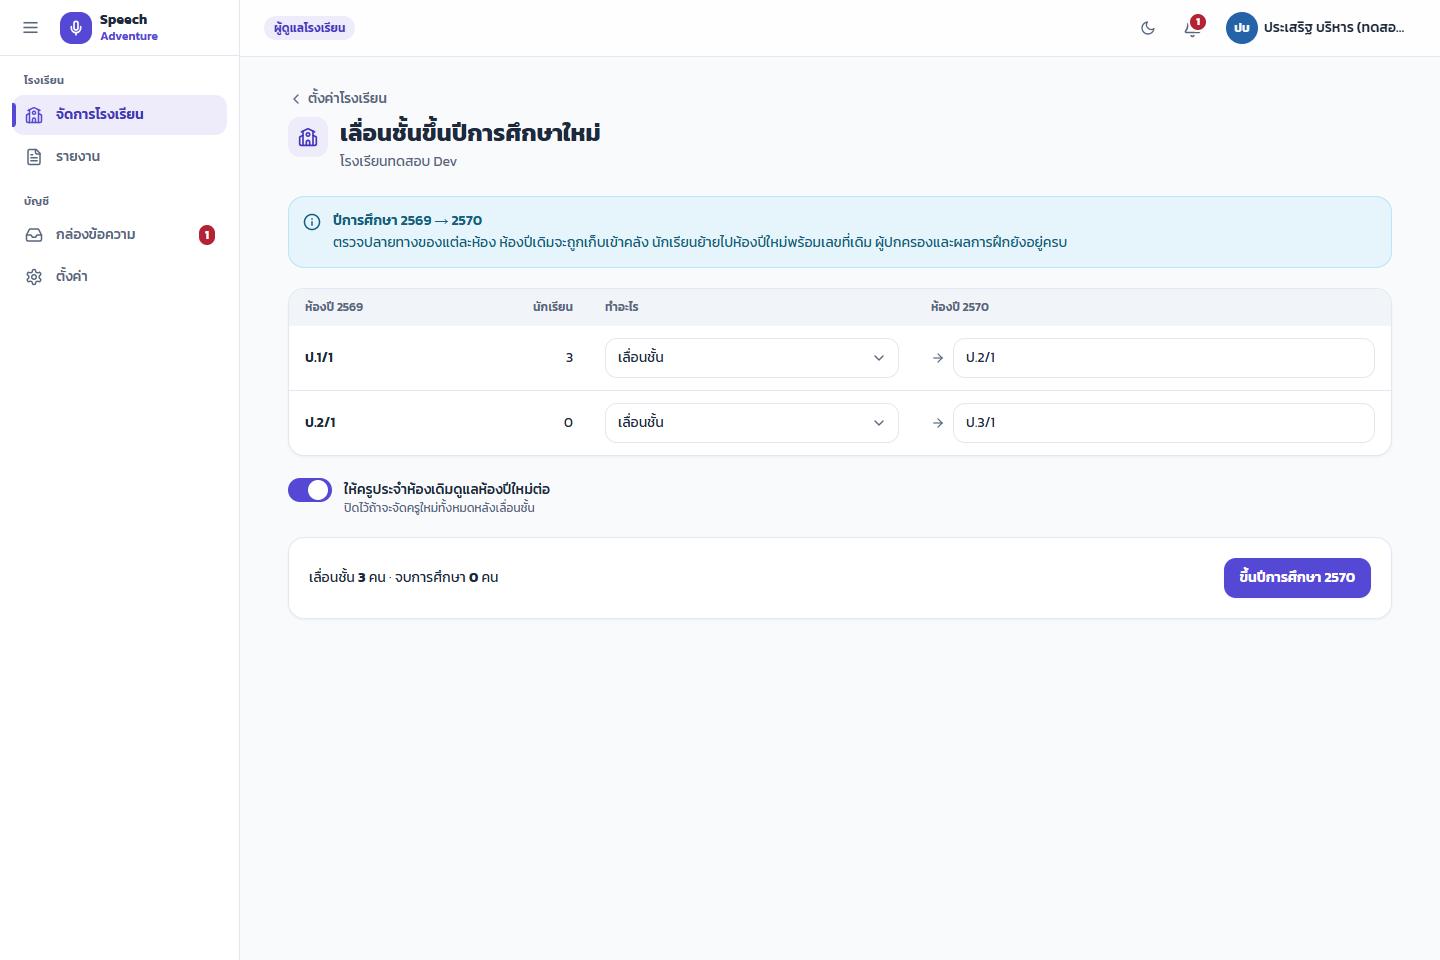 Speech
Adventure
ผู้ดูแลโรงเรียน
1
ปบ
ประเสริฐ บริหาร (ทดสอ...
โรงเรียน
จัดการโรงเรียน
รายงาน
บัญชี
กล่องข้อความ 1
ตั้งค่า
ตั้งค่าโรงเรียน
เลื่อนชั้นขึ้นปีการศึกษาใหม่
โรงเรียนทดสอบ Dev
ปีการศึกษา 2569 → 2570
ตรวจปลายทางของแต่ละห้อง ห้องปีเดิมจะถูกเก็บเข้าคลัง นักเรียนย้ายไปห้องปีใหม่พร้อมเลขที่เดิม ผู้ปกครองและผลการฝึกยังอยู่ครบ
ห้องปี 2569 นักเรียน ทำอะไร ห้องปี 2570
ป.1/1 3 เลื่อนชั้น → ป.2/1
ป.2/1 0 เลื่อนชั้น → ป.3/1
ให้ครูประจำห้องเดิมดูแลห้องปีใหม่ต่อ
ปิดไว้ถ้าจะจัดครูใหม่ทั้งหมดหลังเลื่อนชั้น
เลื่อนชั้น 3 คน · จบการศึกษา 0 คน
ขึ้นปีการศึกษา 2570